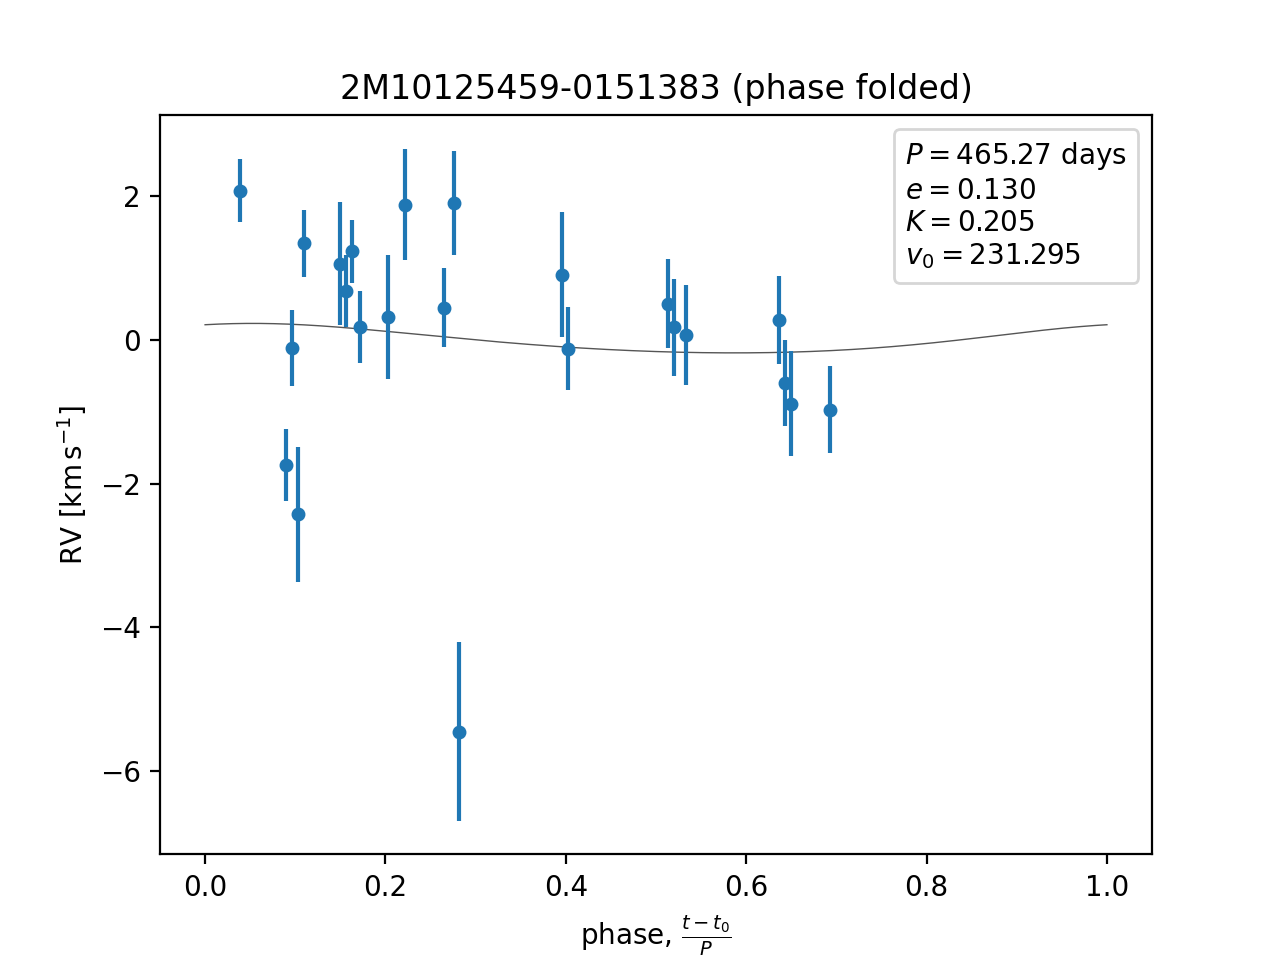 2M10125459-0151383 (phase folded)
P = 465.27 days
e = 0.130
K = 0.205
v₀ = 231.295
RV [km s⁻¹]
2
0
−2
−4
−6
0.0 0.2 0.4 0.6 0.8 1.0
phase, (t − t₀)/P